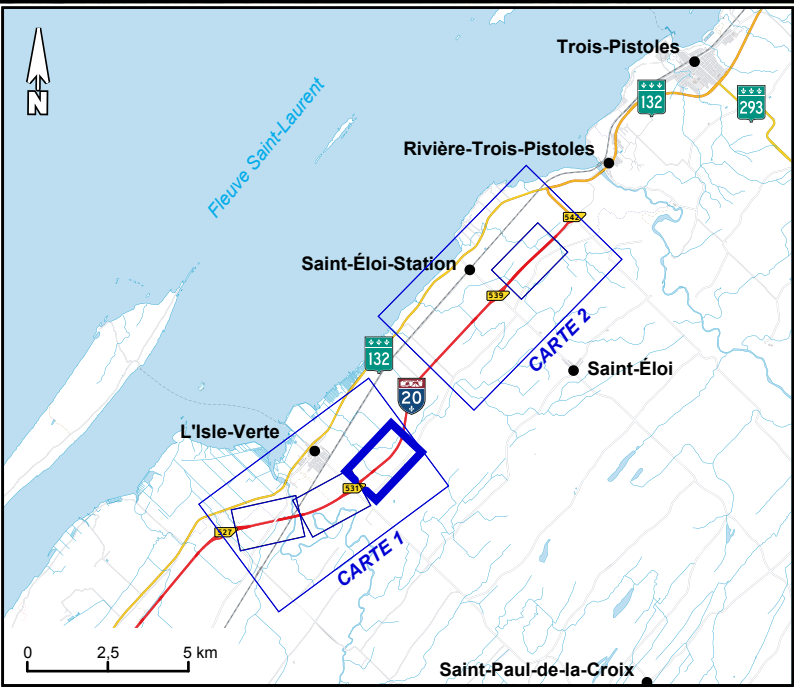 Trois-Pistoles
132
293
N
Fleuve Saint-Laurent
Rivière-Trois-Pistoles
542
Saint-Éloi-Station
539
CARTE 2
132
Saint-Éloi
20
L'Isle-Verte
531
527
CARTE 1
0 2,5 5 km
Saint-Paul-de-la-Croix